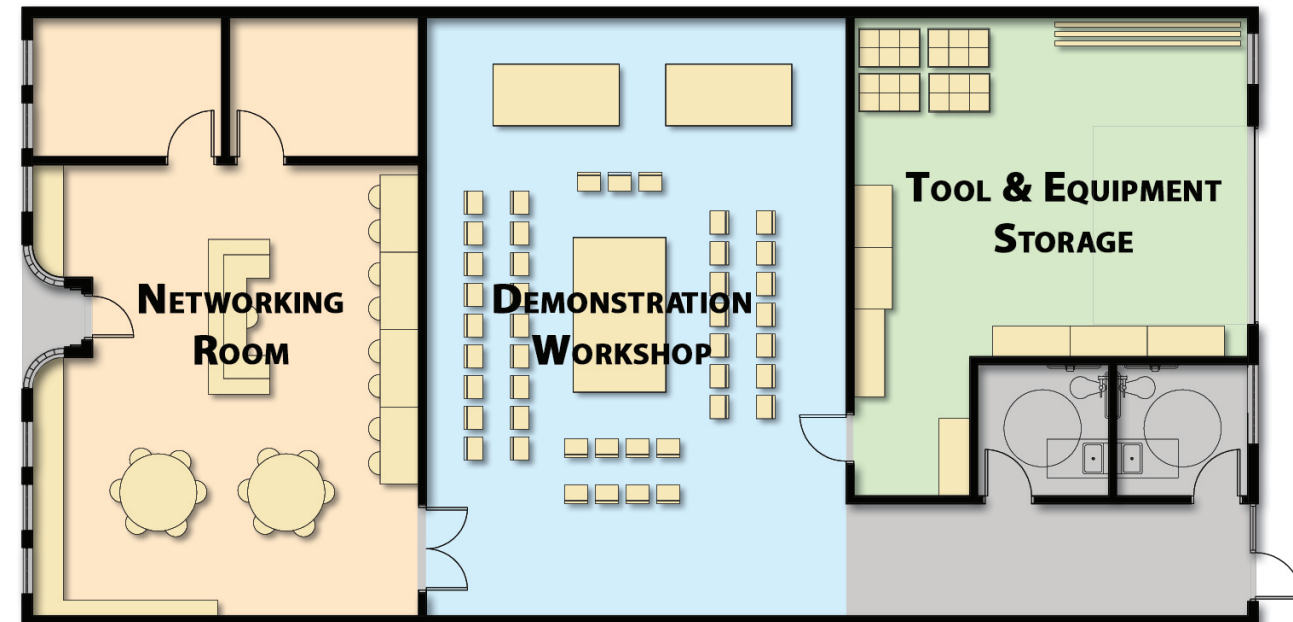 Networking
Room
Demonstration
Workshop
Tool & Equipment
Storage